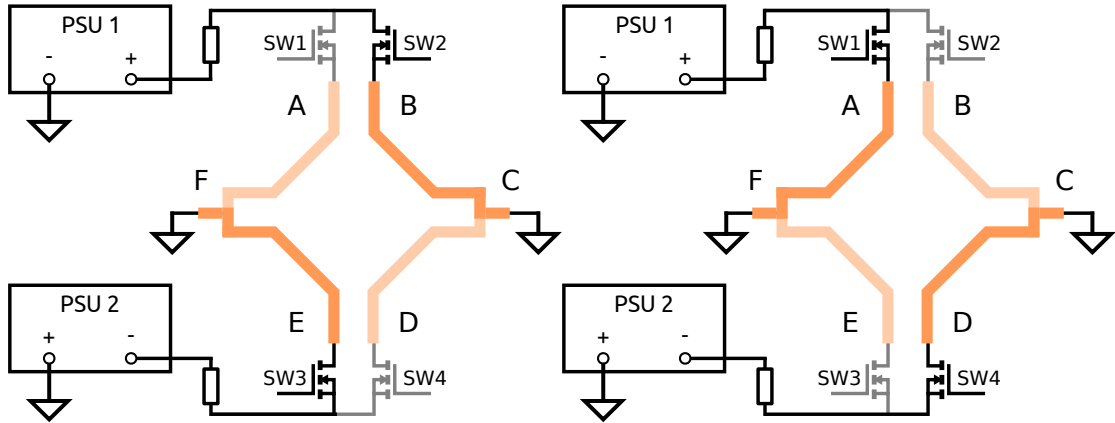 PSU 1
- +
SW1 SW2
A B
F C
PSU 2
+ -
E D
SW3 SW4
PSU 1
- +
SW1 SW2
A B
F C
PSU 2
+ -
E D
SW3 SW4